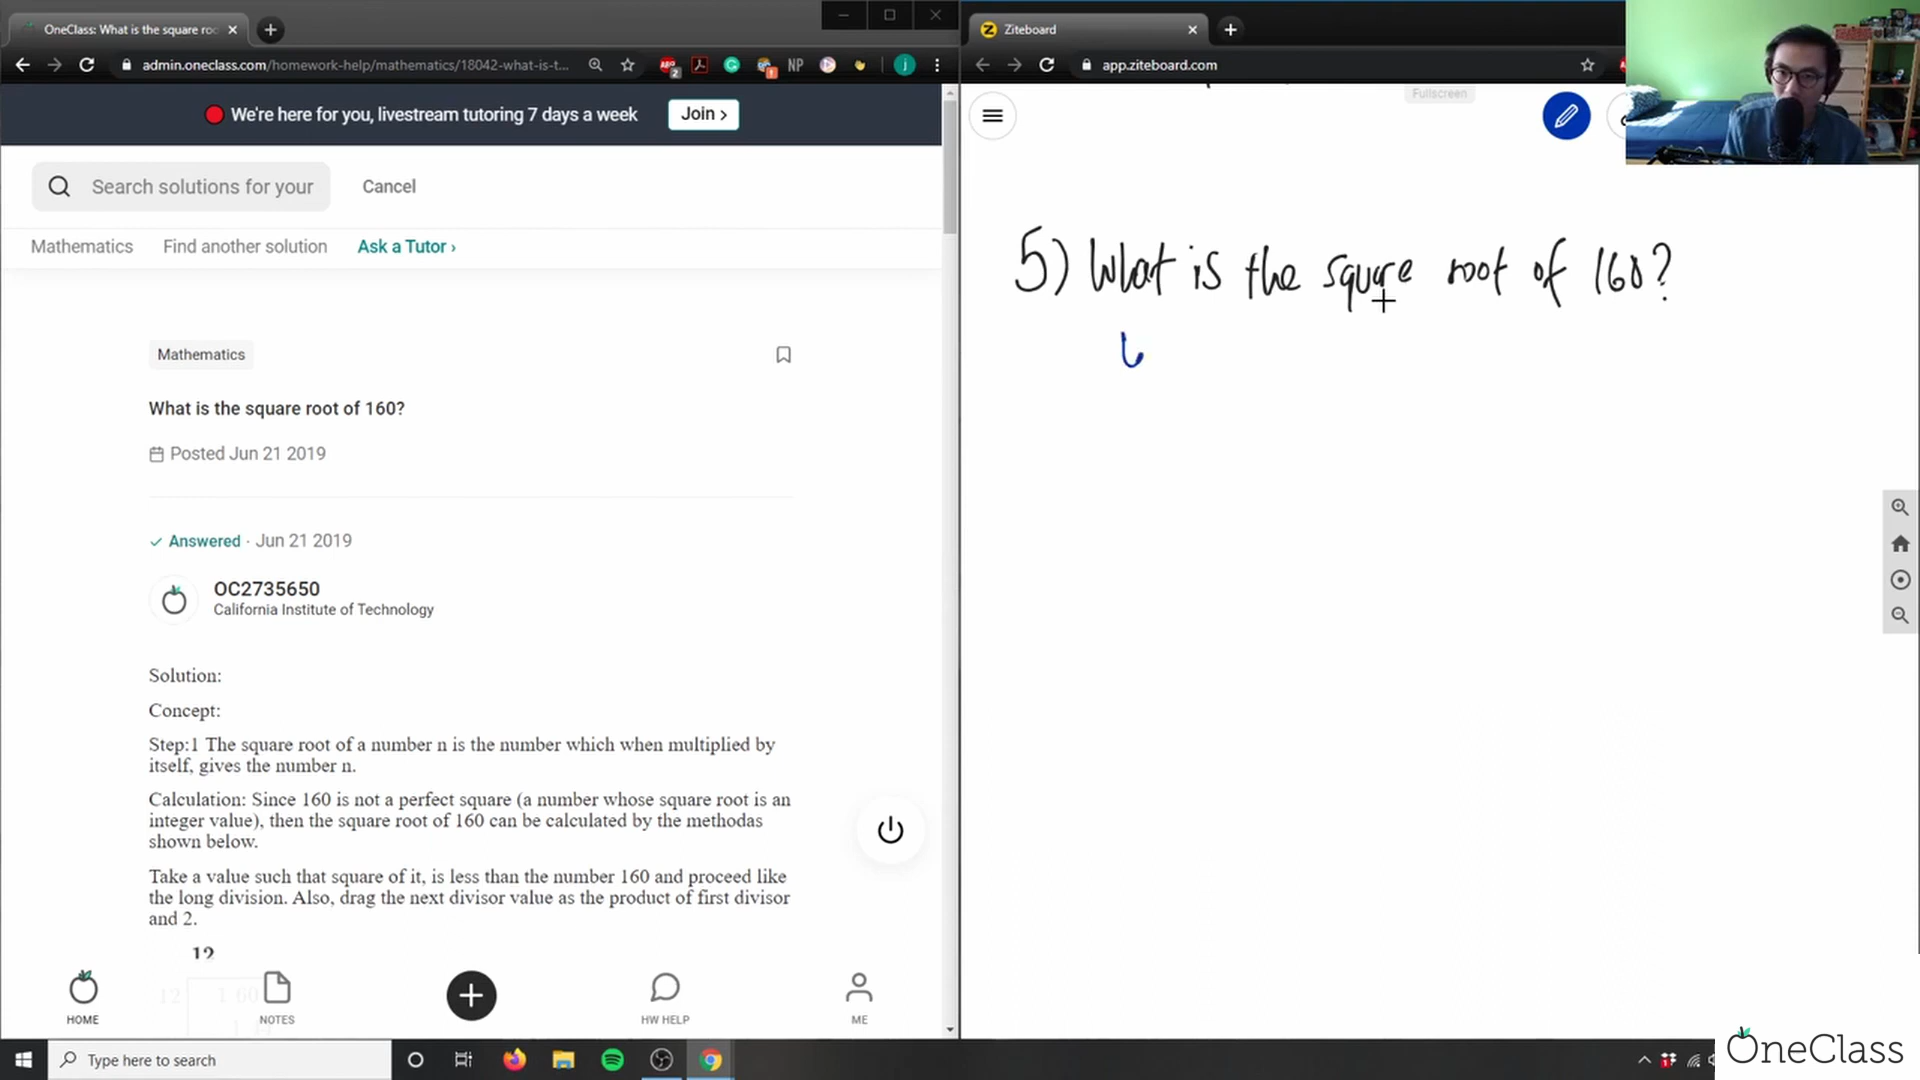 OneClass: What is the square roo
Ziteboard
admin.oneclass.com/homework-help/mathematics/18042-what-is-t...
NP
j
app.ziteboard.com
We're here for you, livestream tutoring 7 days a week
Join >
Fullscreen
Search solutions for your
Cancel
Mathematics
Find another solution
Ask a Tutor ›
5) What is the square root of 160?
Mathematics
What is the square root of 160?
Posted Jun 21 2019
Answered · Jun 21 2019
OC2735650
California Institute of Technology
Solution:
Concept:
Step:1 The square root of a number n is the number which when multiplied by
itself, gives the number n.
Calculation: Since 160 is not a perfect square (a number whose square root is an
integer value), then the square root of 160 can be calculated by the methodas
shown below.
Take a value such that square of it, is less than the number 160 and proceed like
the long division. Also, drag the next divisor value as the product of first divisor
and 2.
12
12
1 60
HOME
NOTES
HW HELP
ME
Type here to search
OneClass